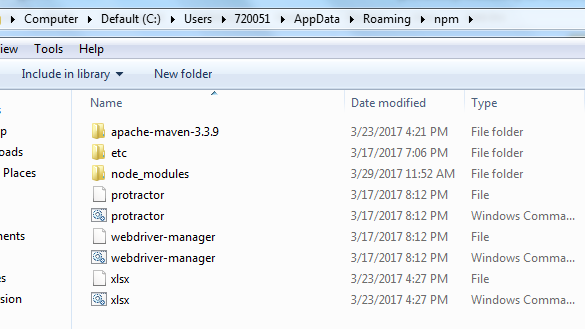 Computer ▸ Default (C:) ▸ Users ▸ 720051 ▸ AppData ▸ Roaming ▸ npm ▸
iew Tools Help
Include in library New folder
Name Date modified Type
apache-maven-3.3.9 3/23/2017 4:21 PM File folder
p etc 3/17/2017 7:06 PM File folder
oads node_modules 3/29/2017 11:52 AM File folder
Places protractor 3/17/2017 8:12 PM File
protractor 3/17/2017 8:12 PM Windows Comma...
ments webdriver-manager 3/17/2017 8:12 PM File
webdriver-manager 3/17/2017 8:12 PM Windows Comma...
es xlsx 3/23/2017 4:27 PM File
sion xlsx 3/23/2017 4:27 PM Windows Comma...